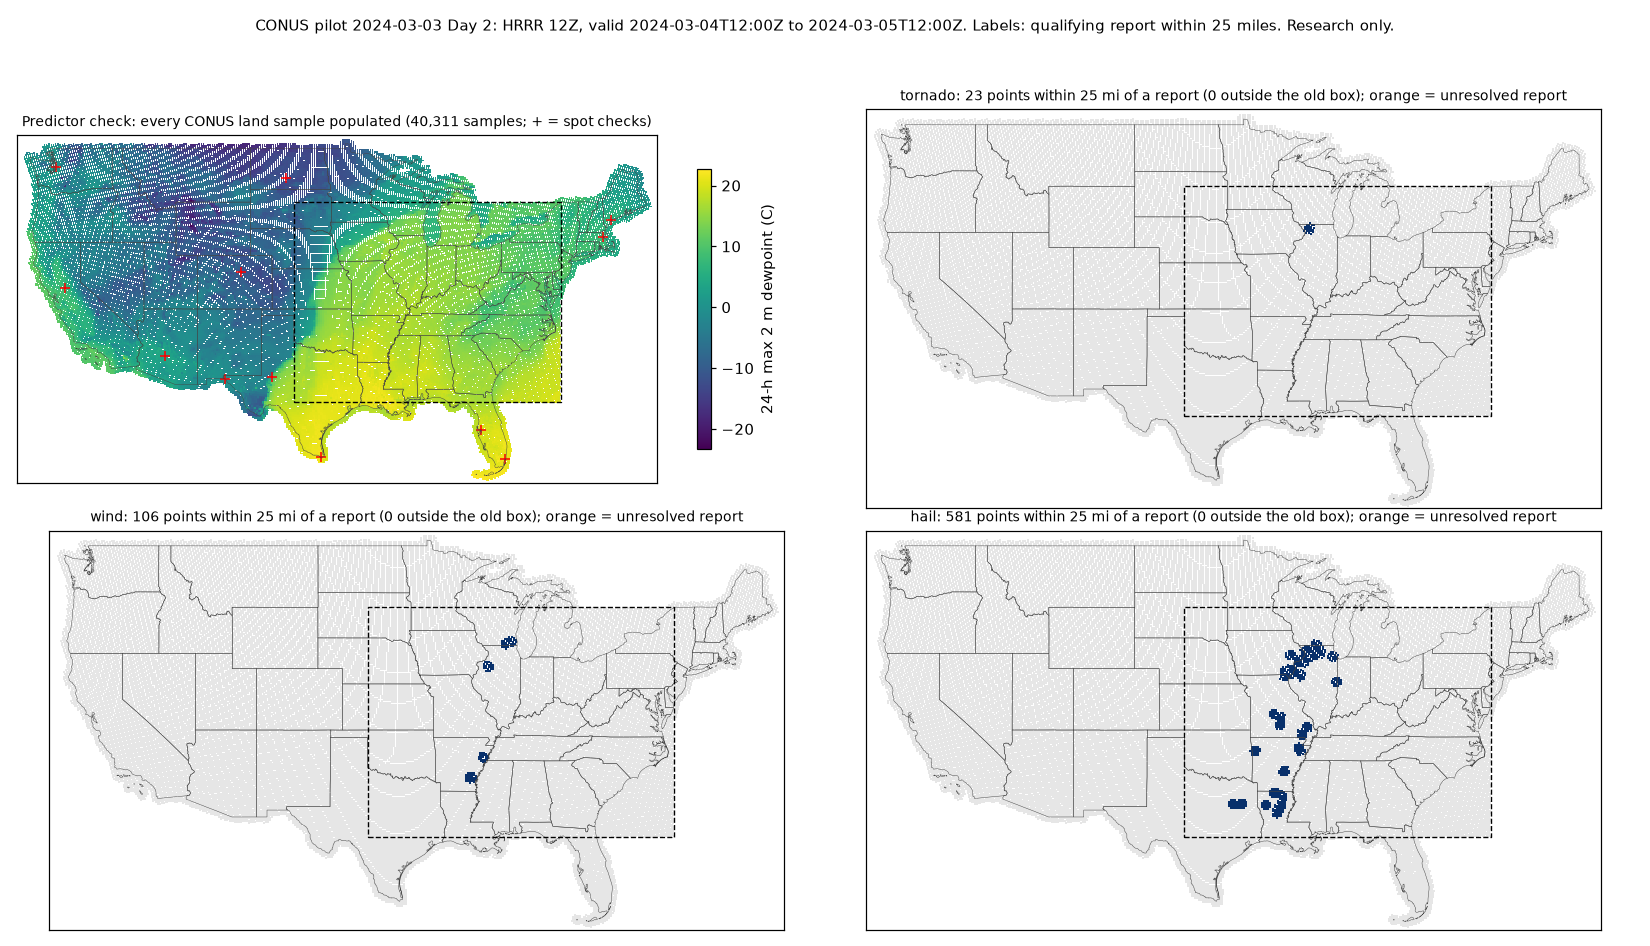 CONUS pilot 2024-03-03 Day 2: HRRR 12Z, valid 2024-03-04T12:00Z to 2024-03-05T12:00Z. Labels: qualifying report within 25 miles. Research only.
Predictor check: every CONUS land sample populated (40,311 samples; + = spot checks)
20
10
0
−10
−20
24-h max 2 m dewpoint (C)
tornado: 23 points within 25 mi of a report (0 outside the old box); orange = unresolved report
wind: 106 points within 25 mi of a report (0 outside the old box); orange = unresolved report
hail: 581 points within 25 mi of a report (0 outside the old box); orange = unresolved report